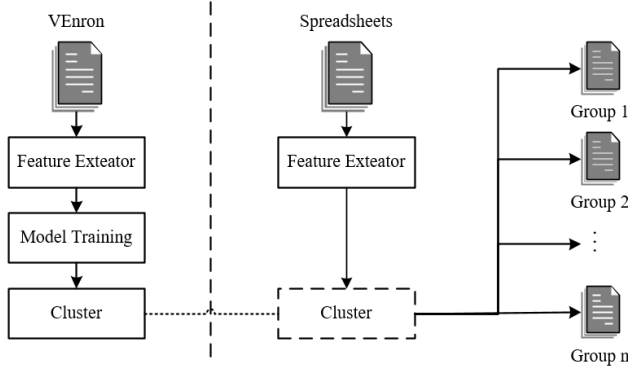 VEnron
Spreadsheets
Feature Exteator
Feature Exteator
Model Training
Cluster
Cluster
Group 1
Group 2
⋮
Group n